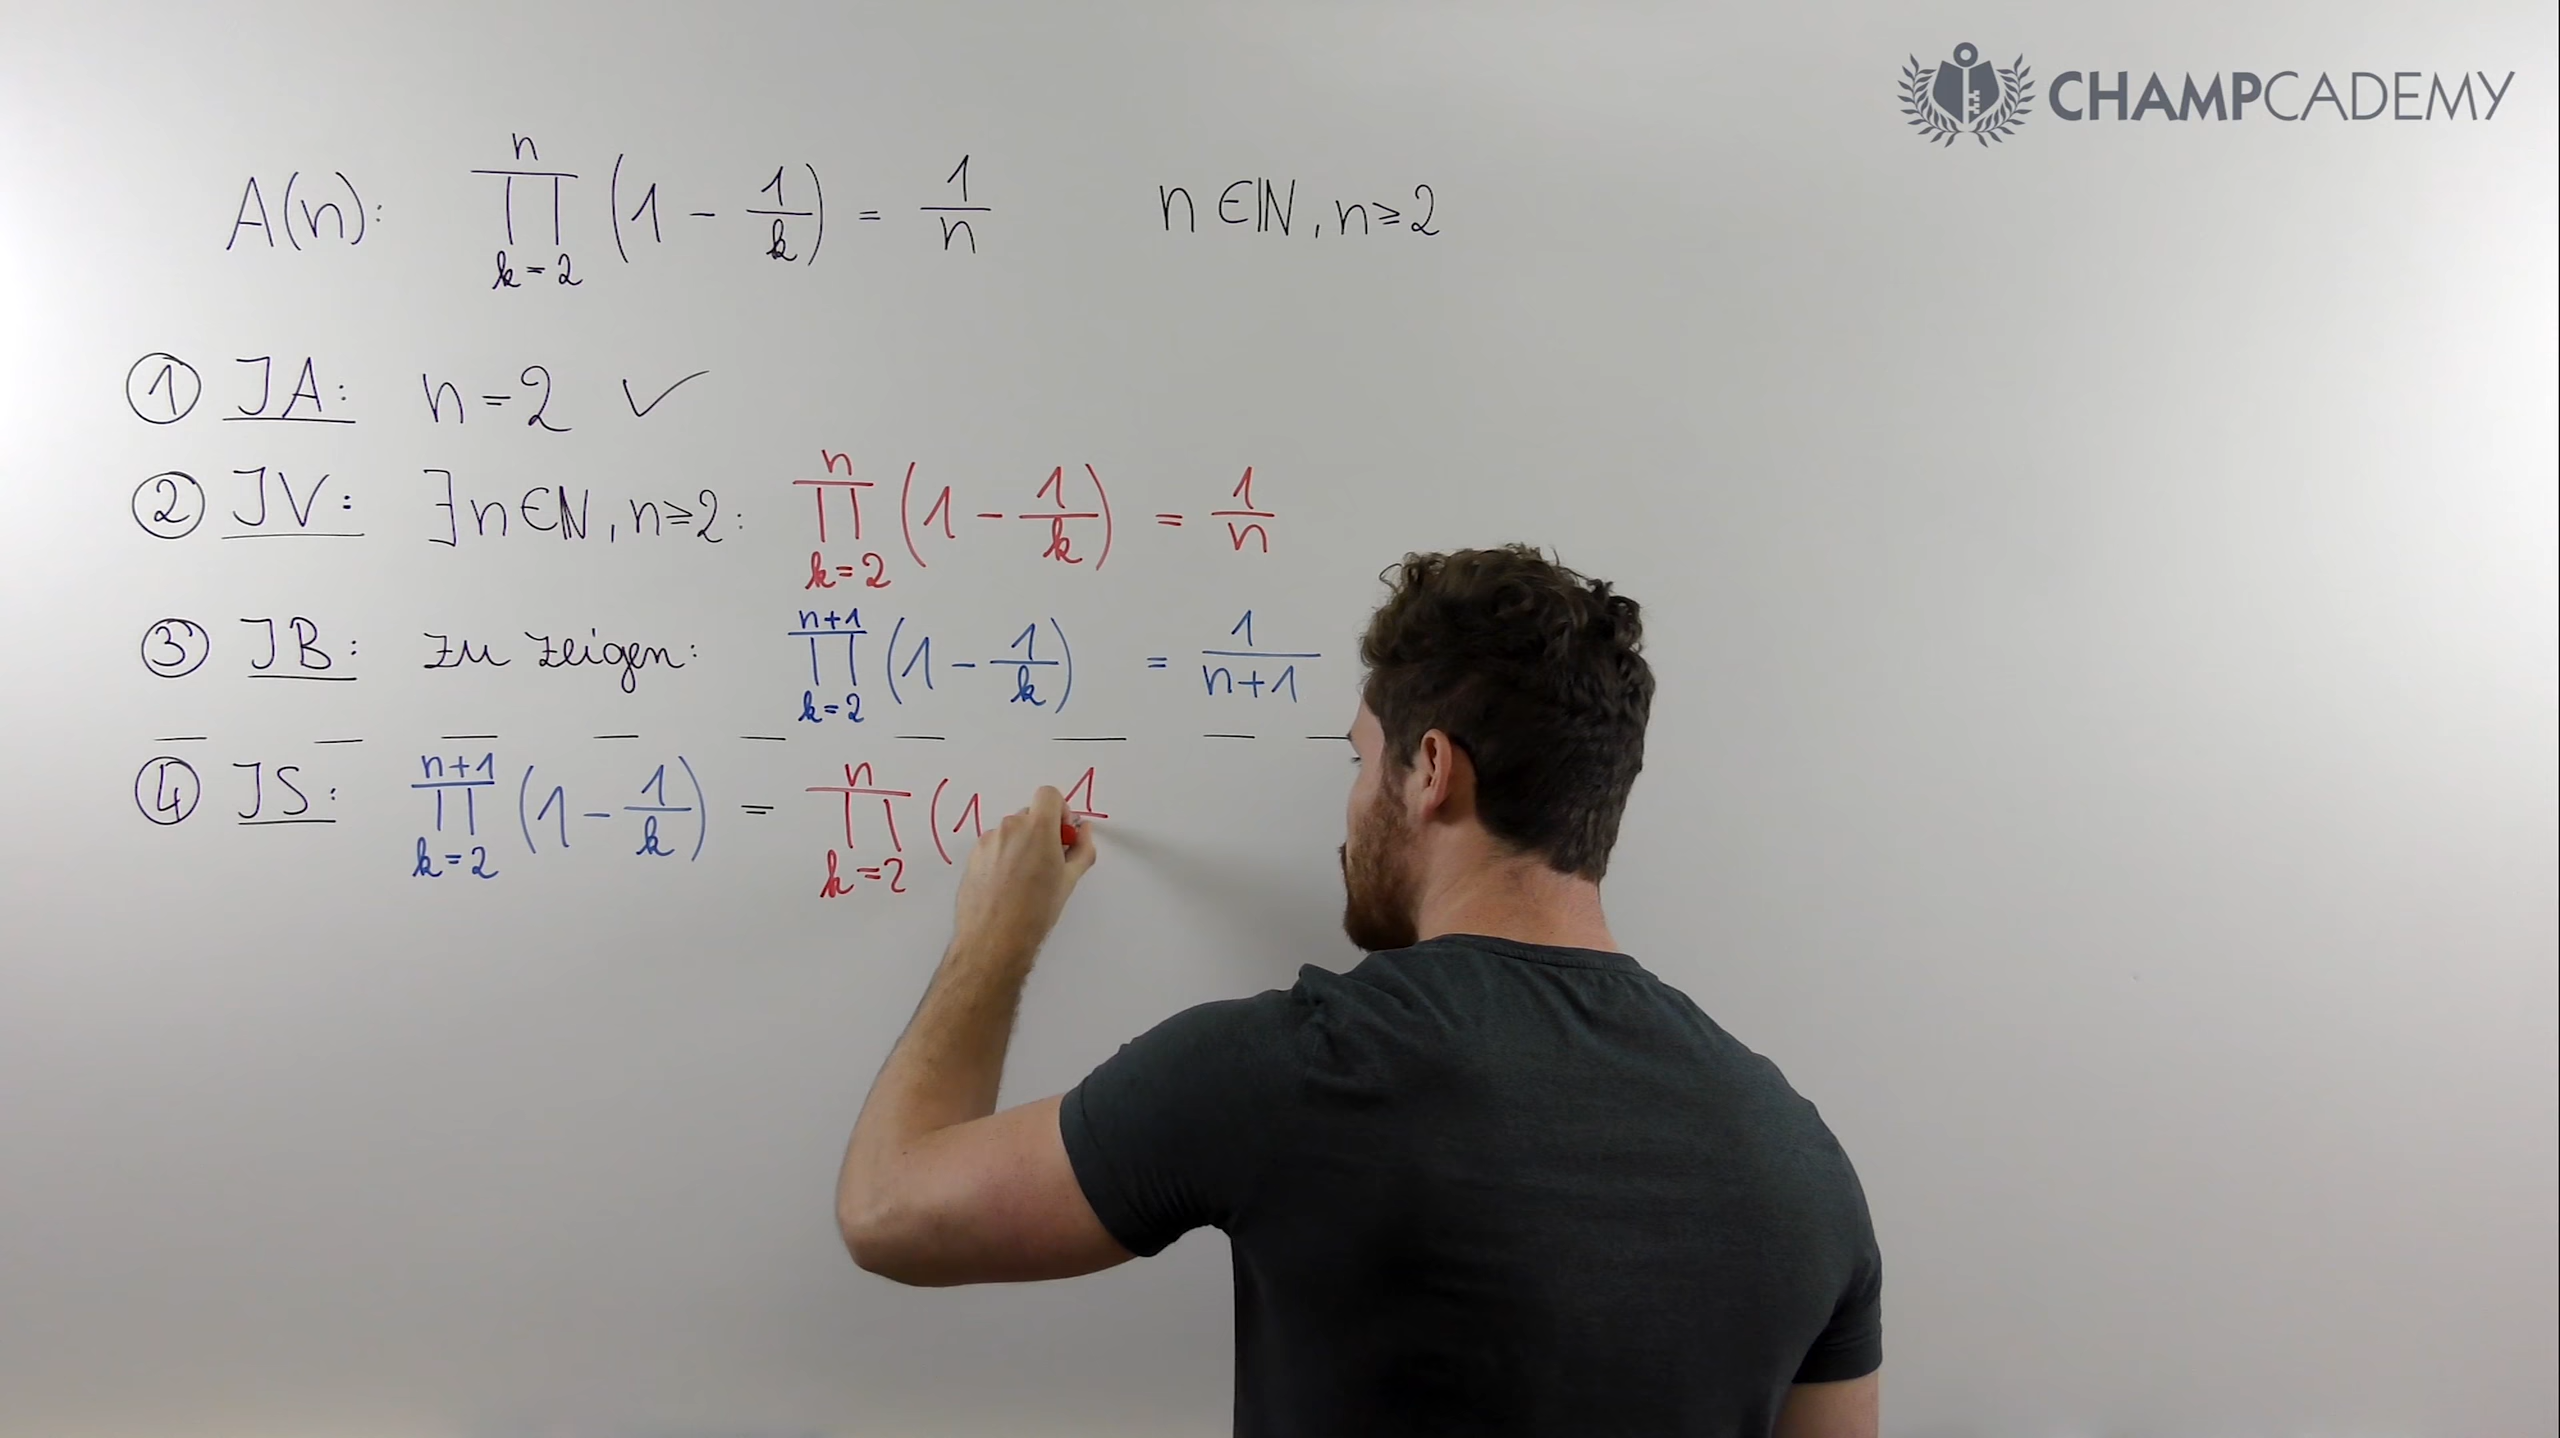 CHAMPCADEMY
A(n): ∏_{k=2}^{n} (1 - 1/k) = 1/n n∈ℕ, n≥2
① IA: n=2 ✓
② IV: ∃n∈ℕ, n≥2: ∏_{k=2}^{n} (1 - 1/k) = 1/n
③ IB: zu zeigen: ∏_{k=2}^{n+1} (1 - 1/k) = 1/(n+1)
④ IS: ∏_{k=2}^{n+1} (1 - 1/k) = ∏_{k=2}^{n} (1 1